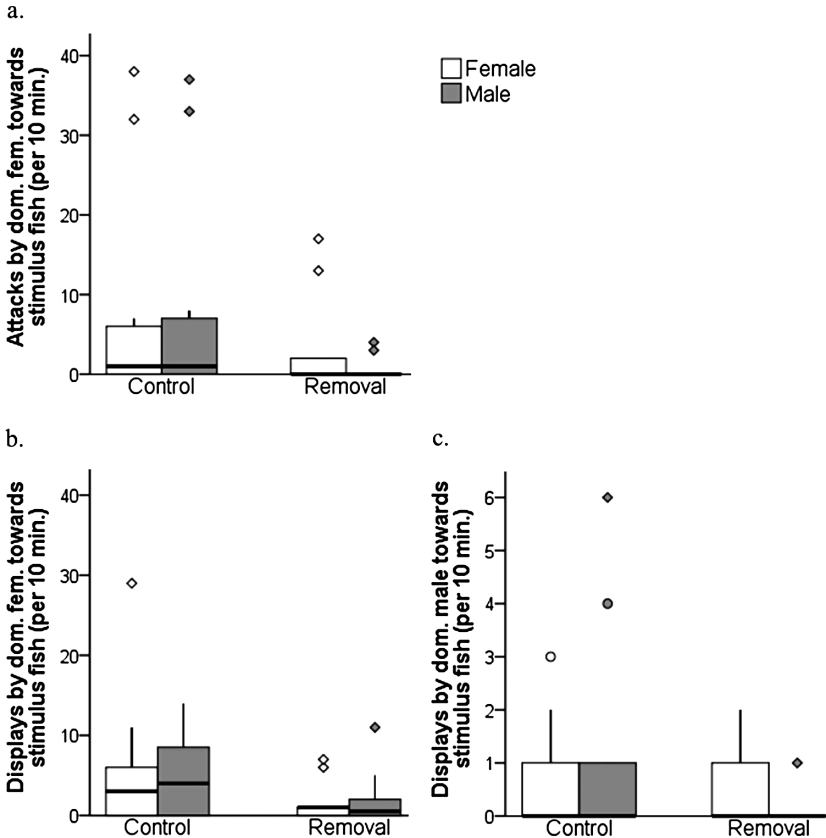 a.
Attacks by dom. fem. towards
stimulus fish (per 10 min.)
40
30
20
10
0
Control
Removal
Female
Male
b.
Displays by dom. fem. towards
stimulus fish (per 10 min.)
40
30
20
10
0
Control
Removal
c.
Displays by dom. male towards
stimulus fish (per 10 min.)
6
5
4
3
2
1
0
Control
Removal